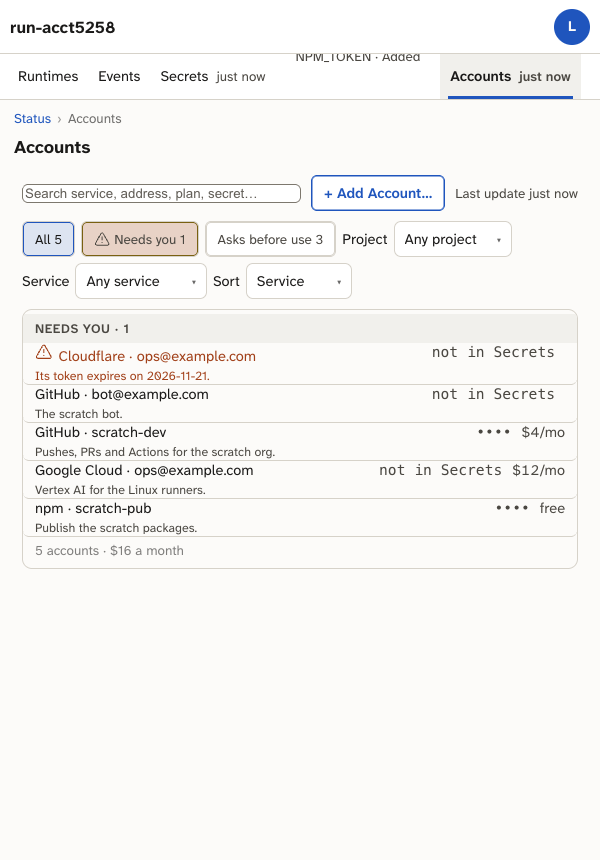 run-acct5258
L
NPM_TOKEN · Added
Runtimes Events Secrets just now Accounts just now
Status › Accounts
Accounts
Search service, address, plan, secret…
+ Add Account… Last update just now
All 5 Needs you 1 Asks before use 3 Project Any project
Service Any service Sort Service
NEEDS YOU · 1
Cloudflare · ops@example.com not in Secrets
Its token expires on 2026-11-21.
GitHub · bot@example.com not in Secrets
The scratch bot.
GitHub · scratch-dev •••• $4/mo
Pushes, PRs and Actions for the scratch org.
Google Cloud · ops@example.com not in Secrets $12/mo
Vertex AI for the Linux runners.
npm · scratch-pub •••• free
Publish the scratch packages.
5 accounts · $16 a month